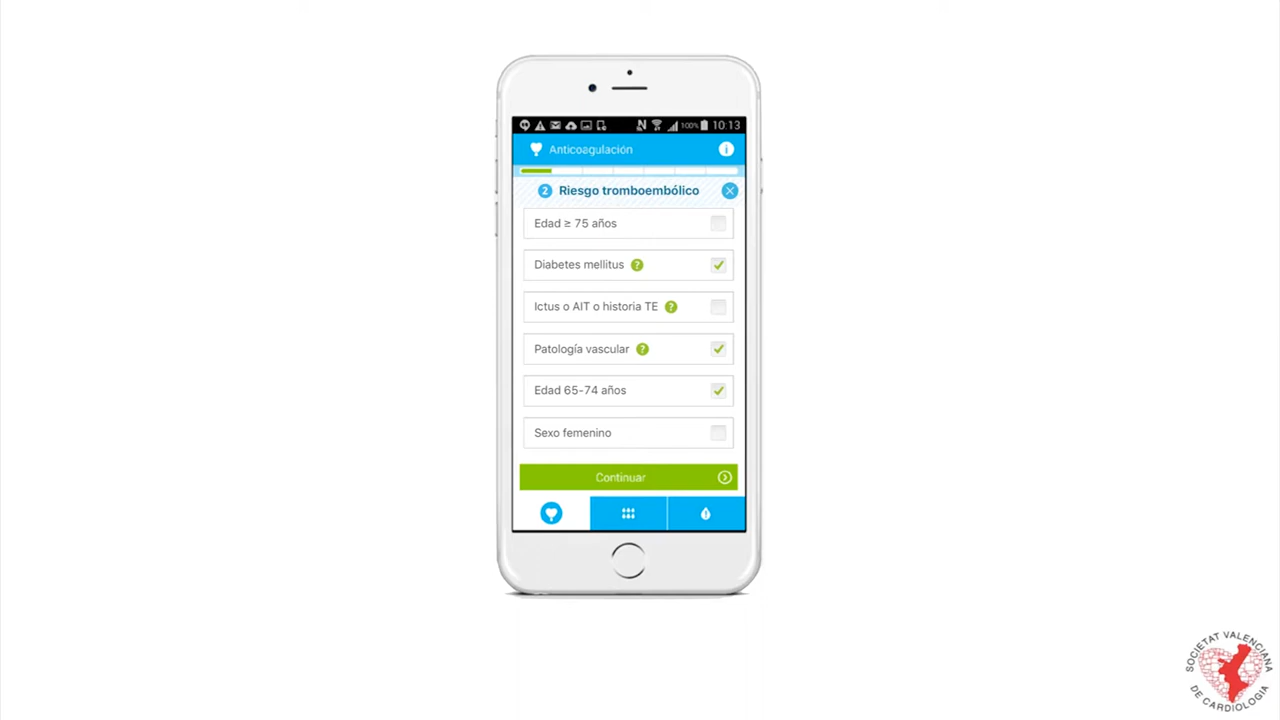 100% 10:13
Anticoagulación
2 Riesgo tromboembólico
Edad ≥ 75 años
Diabetes mellitus ?
Ictus o AIT o historia TE ?
Patología vascular ?
Edad 65-74 años
Sexo femenino
Continuar
SOCIETAT VALENCIANA
DE CARDIOLOGIA